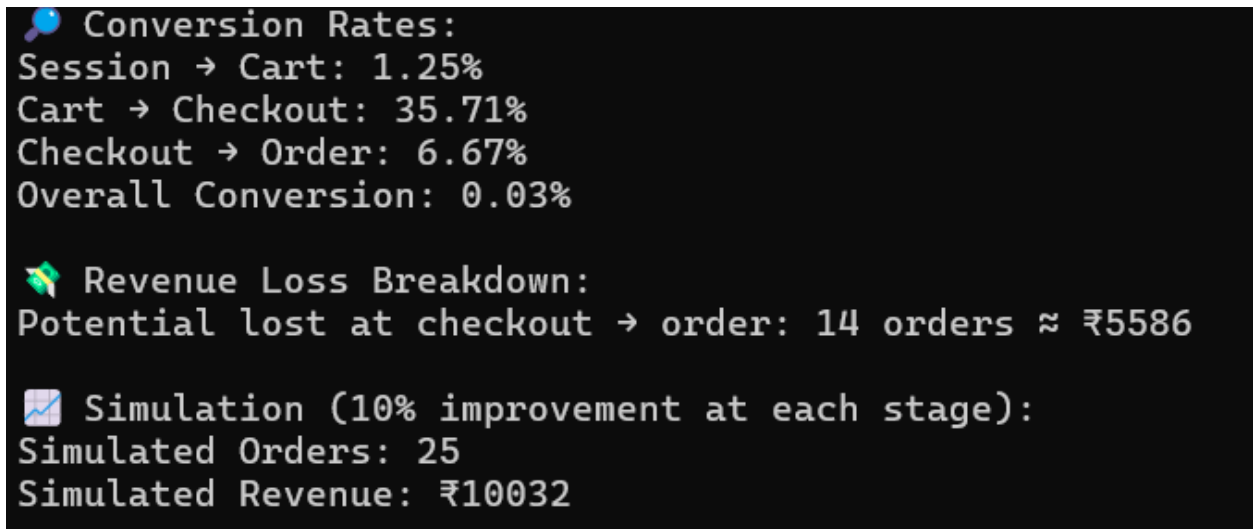 🔎 Conversion Rates:
Session → Cart: 1.25%
Cart → Checkout: 35.71%
Checkout → Order: 6.67%
Overall Conversion: 0.03%
💸 Revenue Loss Breakdown:
Potential lost at checkout → order: 14 orders ≈ ₹5586
📈 Simulation (10% improvement at each stage):
Simulated Orders: 25
Simulated Revenue: ₹10032